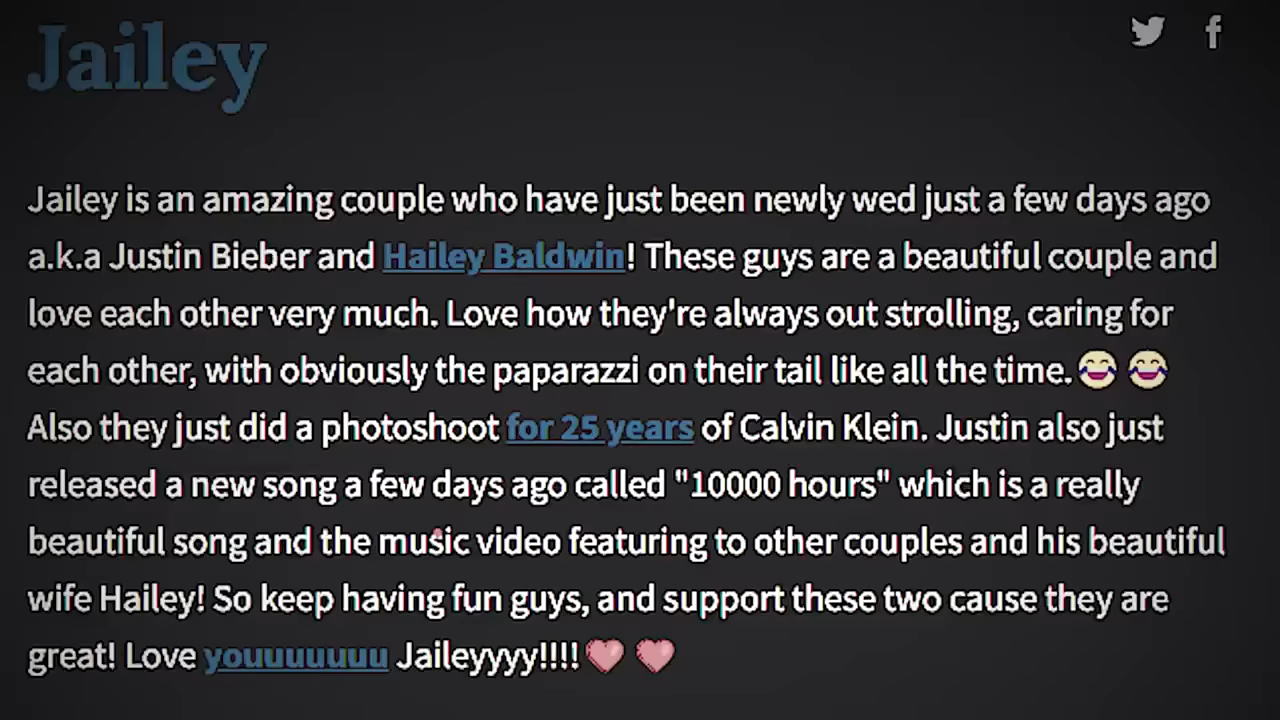 Jailey
Jailey is an amazing couple who have just been newly wed just a few days ago
a.k.a Justin Bieber and Hailey Baldwin! These guys are a beautiful couple and
love each other very much. Love how they're always out strolling, caring for
each other, with obviously the paparazzi on their tail like all the time.😂 😂
Also they just did a photoshoot for 25 years of Calvin Klein. Justin also just
released a new song a few days ago called "10000 hours" which is a really
beautiful song and the music video featuring to other couples and his beautiful
wife Hailey! So keep having fun guys, and support these two cause they are
great! Love youuuuuuu Jaileyyyy!!!!💗 💗